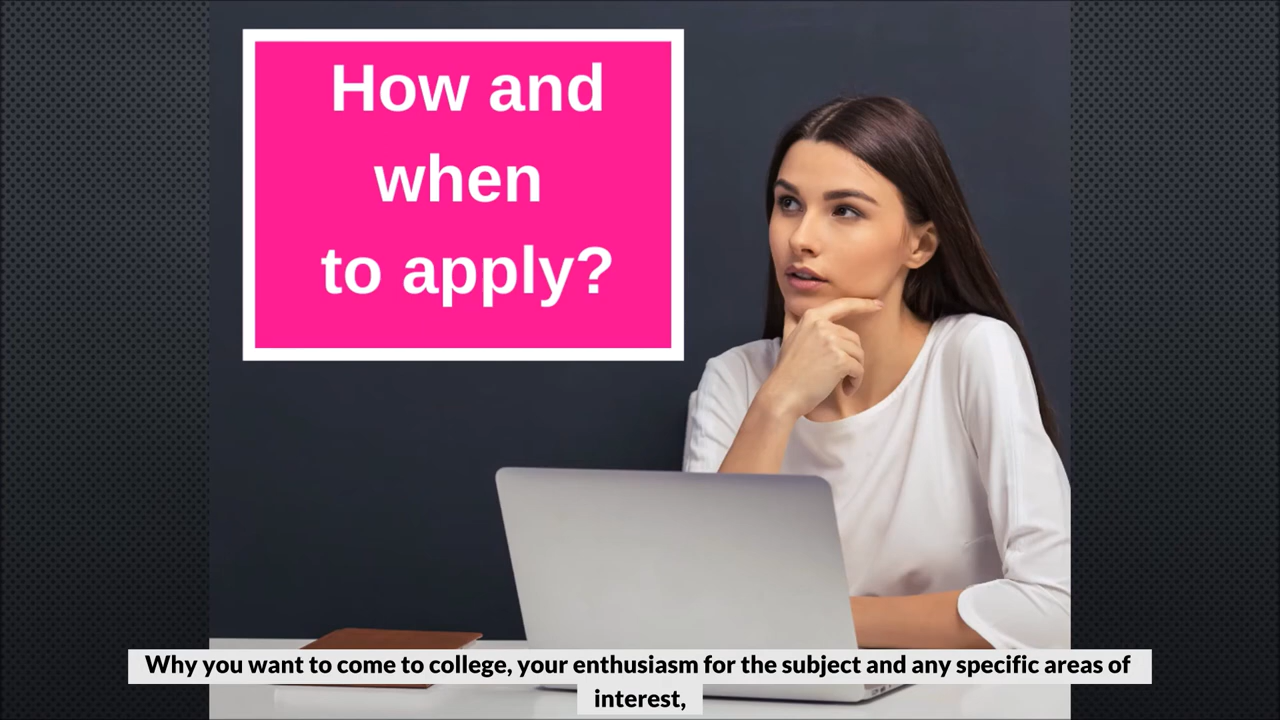 How and
when
to apply?
Why you want to come to college, your enthusiasm for the subject and any specific areas of
interest,